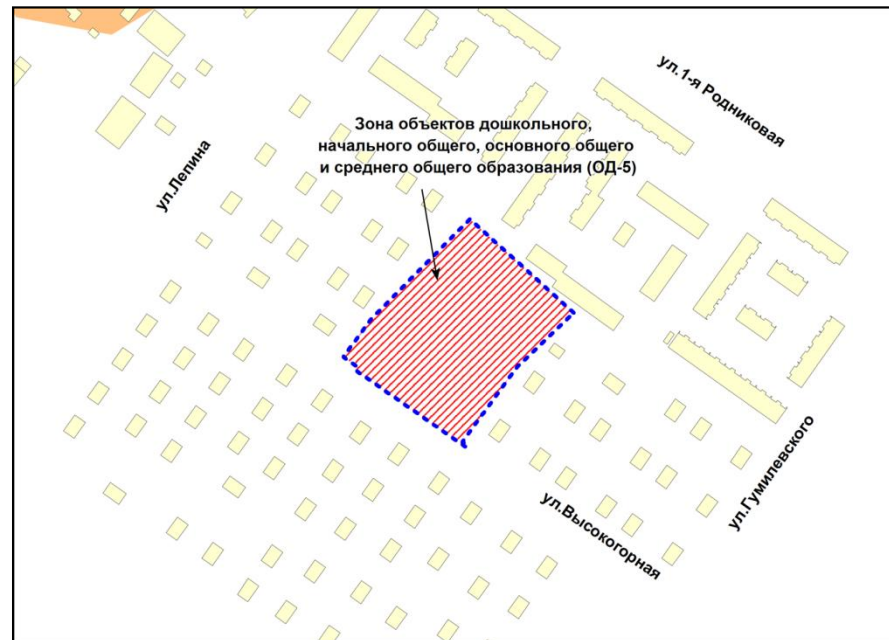 ул.1-я Родниковая
Зона объектов дошкольного,
начального общего, основного общего
и среднего общего образования (ОД-5)
ул.Лепина
ул.Гумилевского
ул.Высокогорная